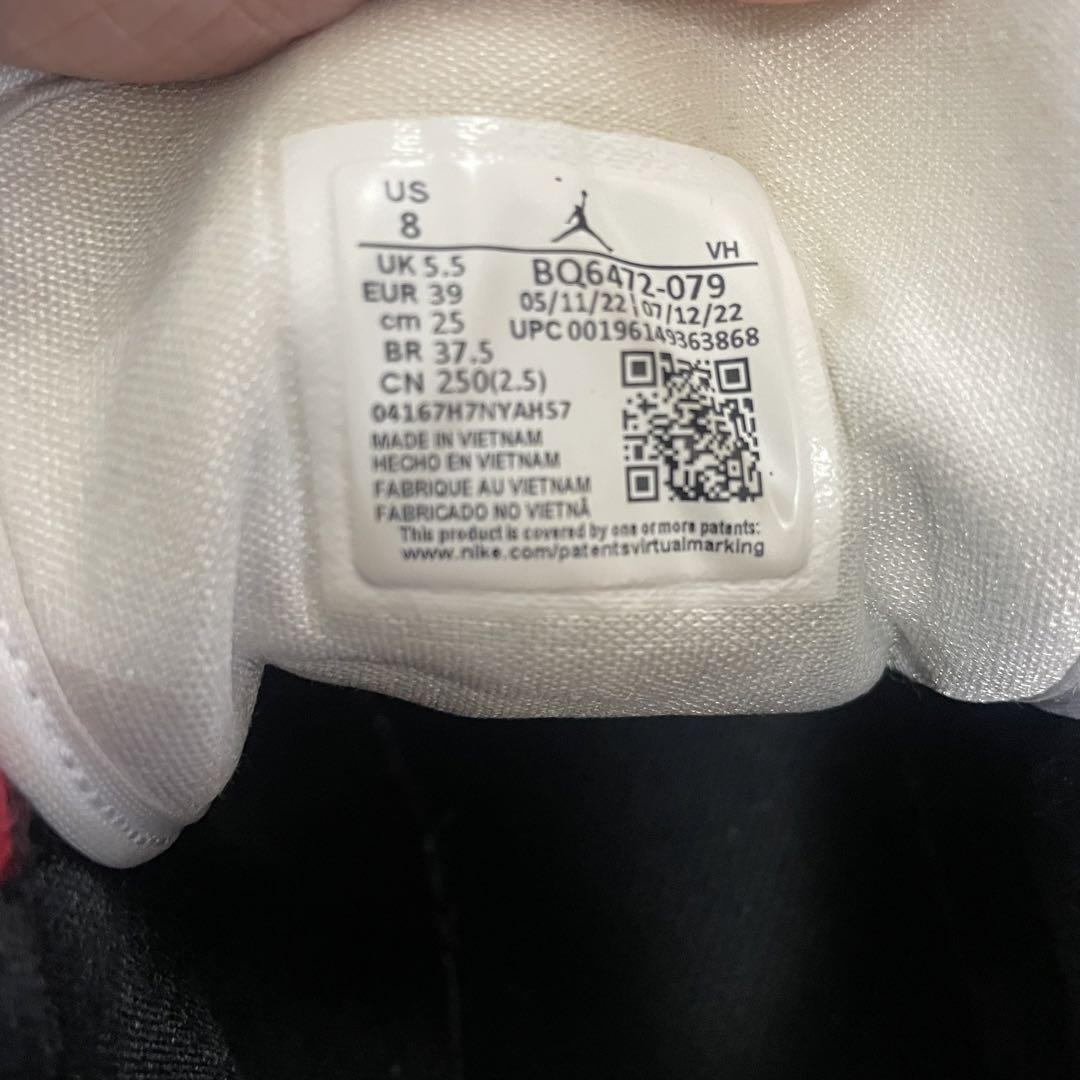 US
8
VH
UK 5.5
EUR 39
cm 25
BR 37.5
CN 250(2.5)
BQ6472-079
05/11/22 | 07/12/22
UPC 00196149363868
04167H7NYAH57
MADE IN VIETNAM
HECHO EN VIETNAM
FABRIQUE AU VIETNAM
FABRICADO NO VIETNÃ
This product is covered by one or more patents:
www.nike.com/patentsvirtualmarking